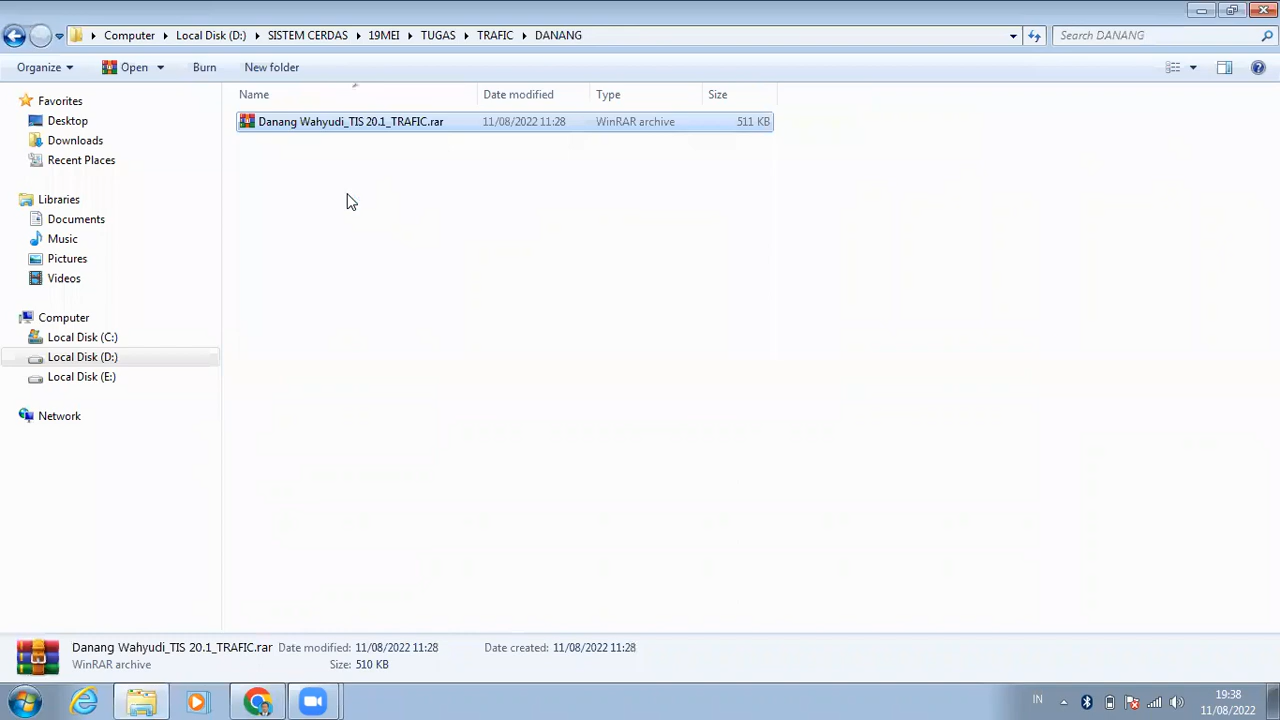 Computer Local Disk (D:) SISTEM CERDAS 19MEI TUGAS TRAFIC DANANG Search DANANG
Organize Open Burn New folder
Name Date modified Type Size
Danang Wahyudi_TIS 20.1_TRAFIC.rar 11/08/2022 11:28 WinRAR archive 511 KB
Favorites
Desktop
Downloads
Recent Places
Libraries
Documents
Music
Pictures
Videos
Computer
Local Disk (C:)
Local Disk (D:)
Local Disk (E:)
Network
Danang Wahyudi_TIS 20.1_TRAFIC.rar Date modified: 11/08/2022 11:28 Date created: 11/08/2022 11:28
WinRAR archive Size: 510 KB
IN 19:38
11/08/2022